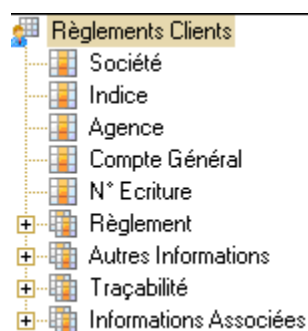 Règlements Clients
Société
Indice
Agence
Compte Général
N° Ecriture
Règlement
Autres Informations
Traçabilité
Informations Associées